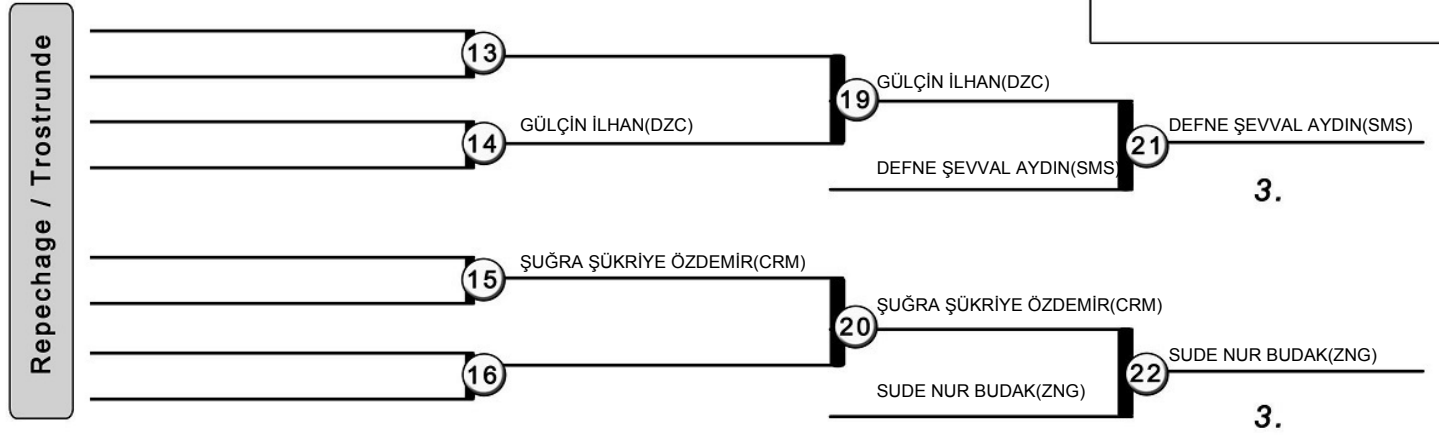 Repechage / Trostrunde
13
GÜLÇİN İLHAN(DZC)
19
GÜLÇİN İLHAN(DZC)
14
DEFNE ŞEVVAL AYDIN(SMS)
21
DEFNE ŞEVVAL AYDIN(SMS)
3.
ŞUĞRA ŞÜKRİYE ÖZDEMİR(CRM)
15
ŞUĞRA ŞÜKRİYE ÖZDEMİR(CRM)
20
16
SUDE NUR BUDAK(ZNG)
22
SUDE NUR BUDAK(ZNG)
3.